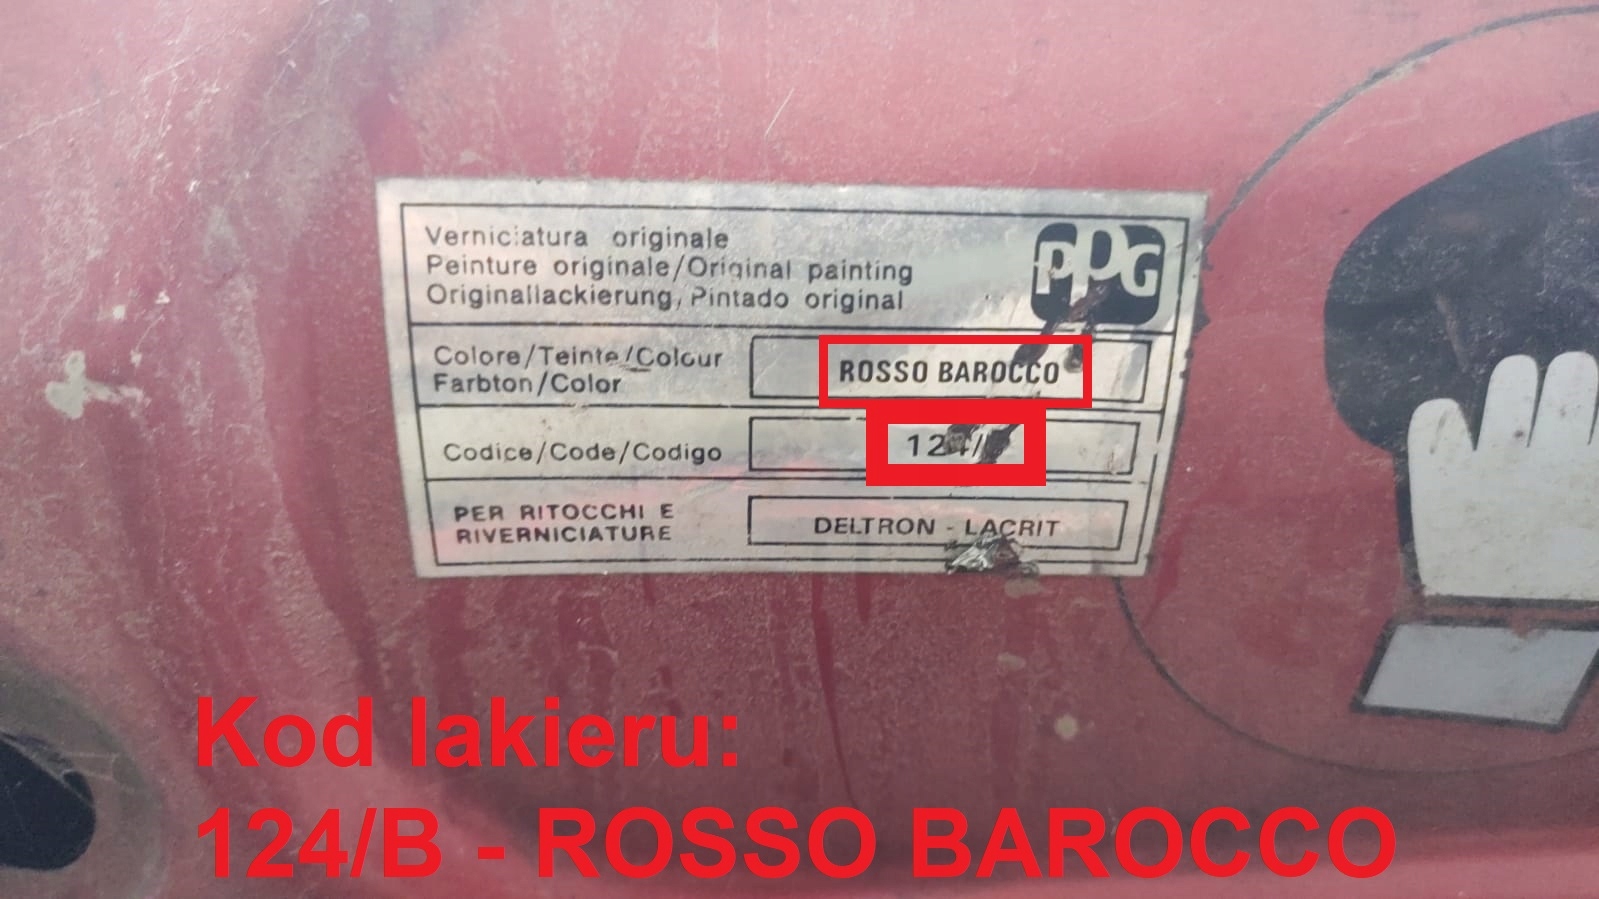 Verniciatura originale
Peinture originale/Original painting
Originallackierung, Pintado original
PPG
Colore/Teinte/Colour
Farbton/Color
ROSSO BAROCCO
Codice/Code/Codigo
124/
PER RITOCCHI E
RIVERNICIATURE
DELTRON - LACRIT
Kod lakieru:
124/B - ROSSO BAROCCO